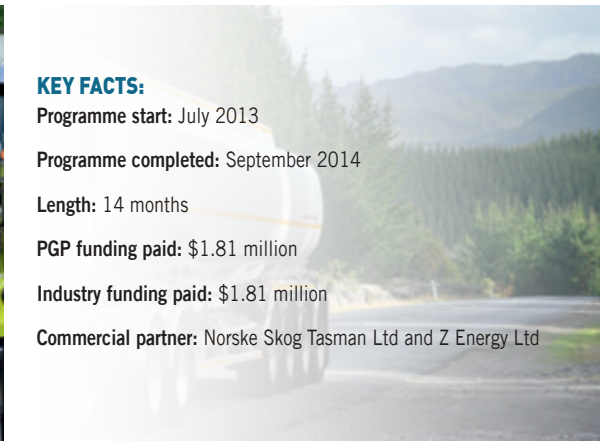 KEY FACTS:
Programme start: July 2013
Programme completed: September 2014
Length: 14 months
PGP funding paid: $1.81 million
Industry funding paid: $1.81 million
Commercial partner: Norske Skog Tasman Ltd and Z Energy Ltd